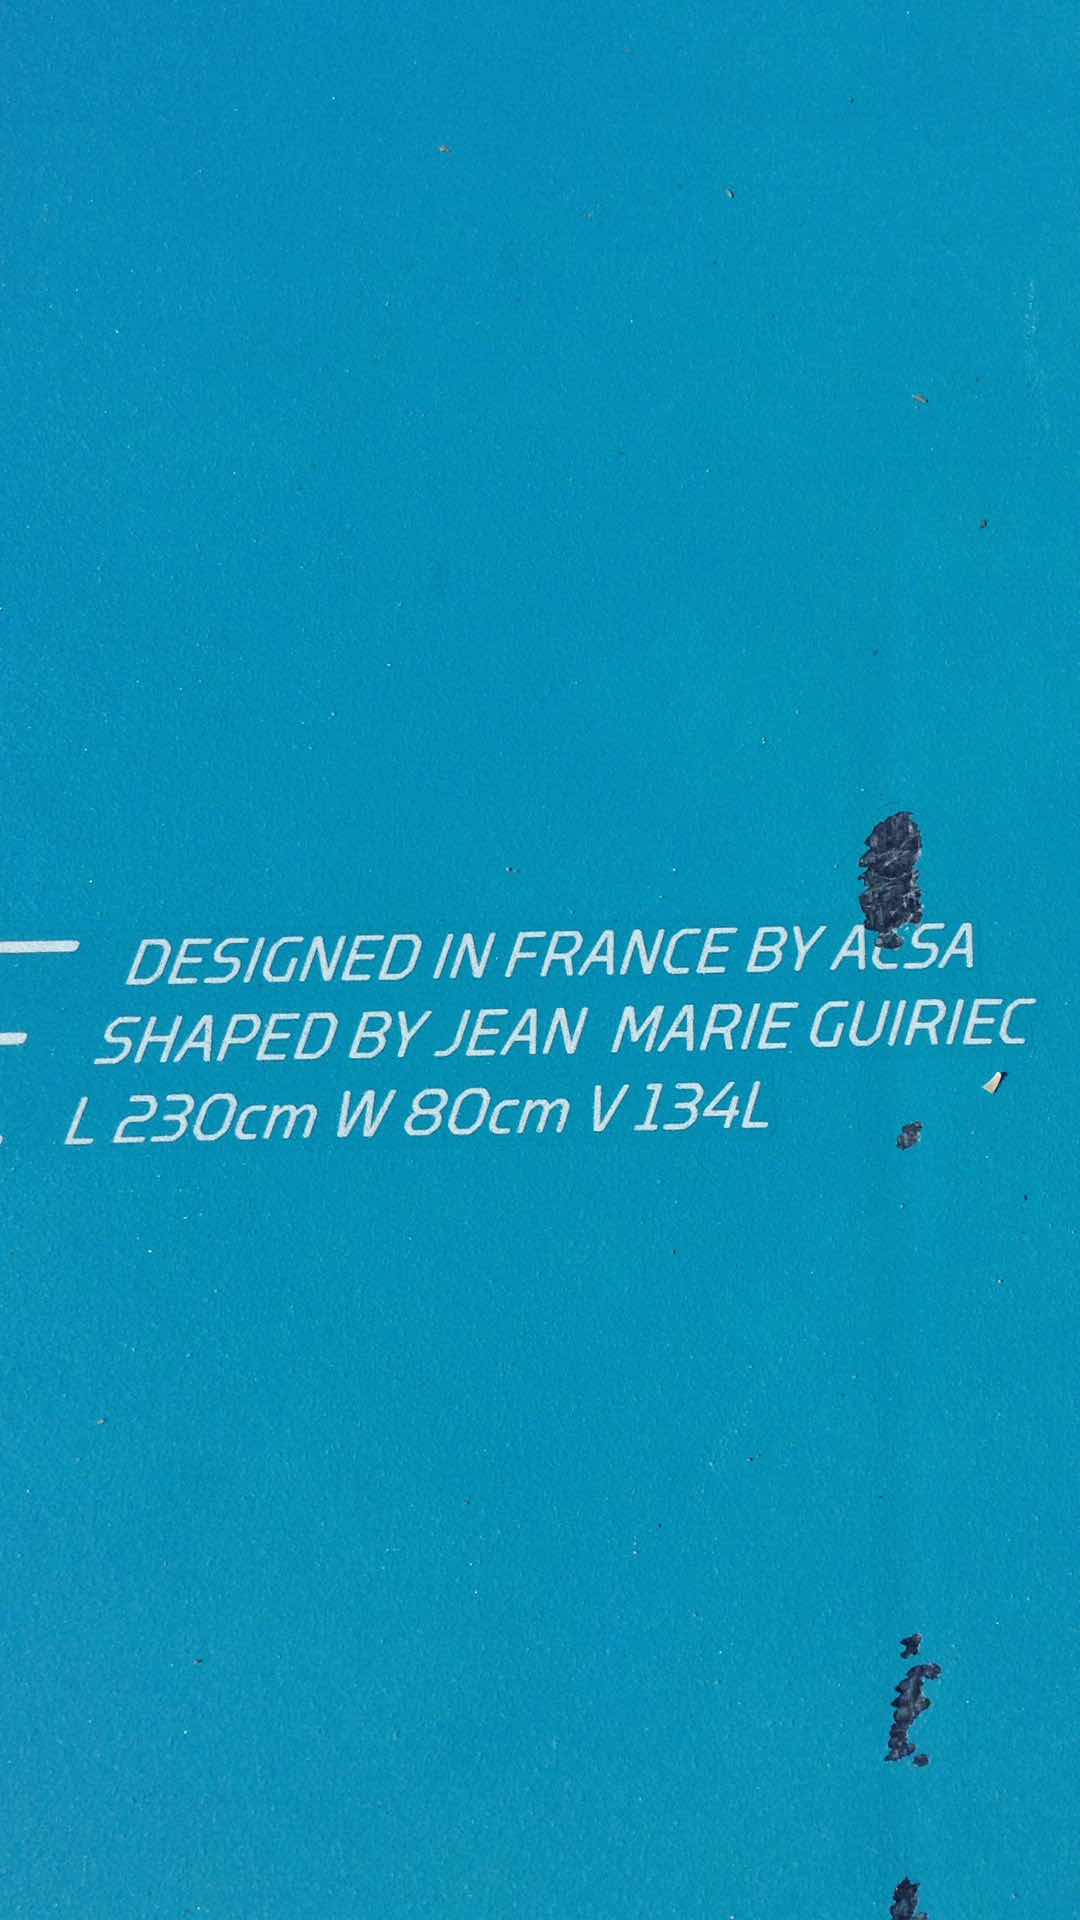 DESIGNED IN FRANCE BY
SHAPED BY JEAN MARIE GUIRIEC
L 230cm W 80cm V 134L